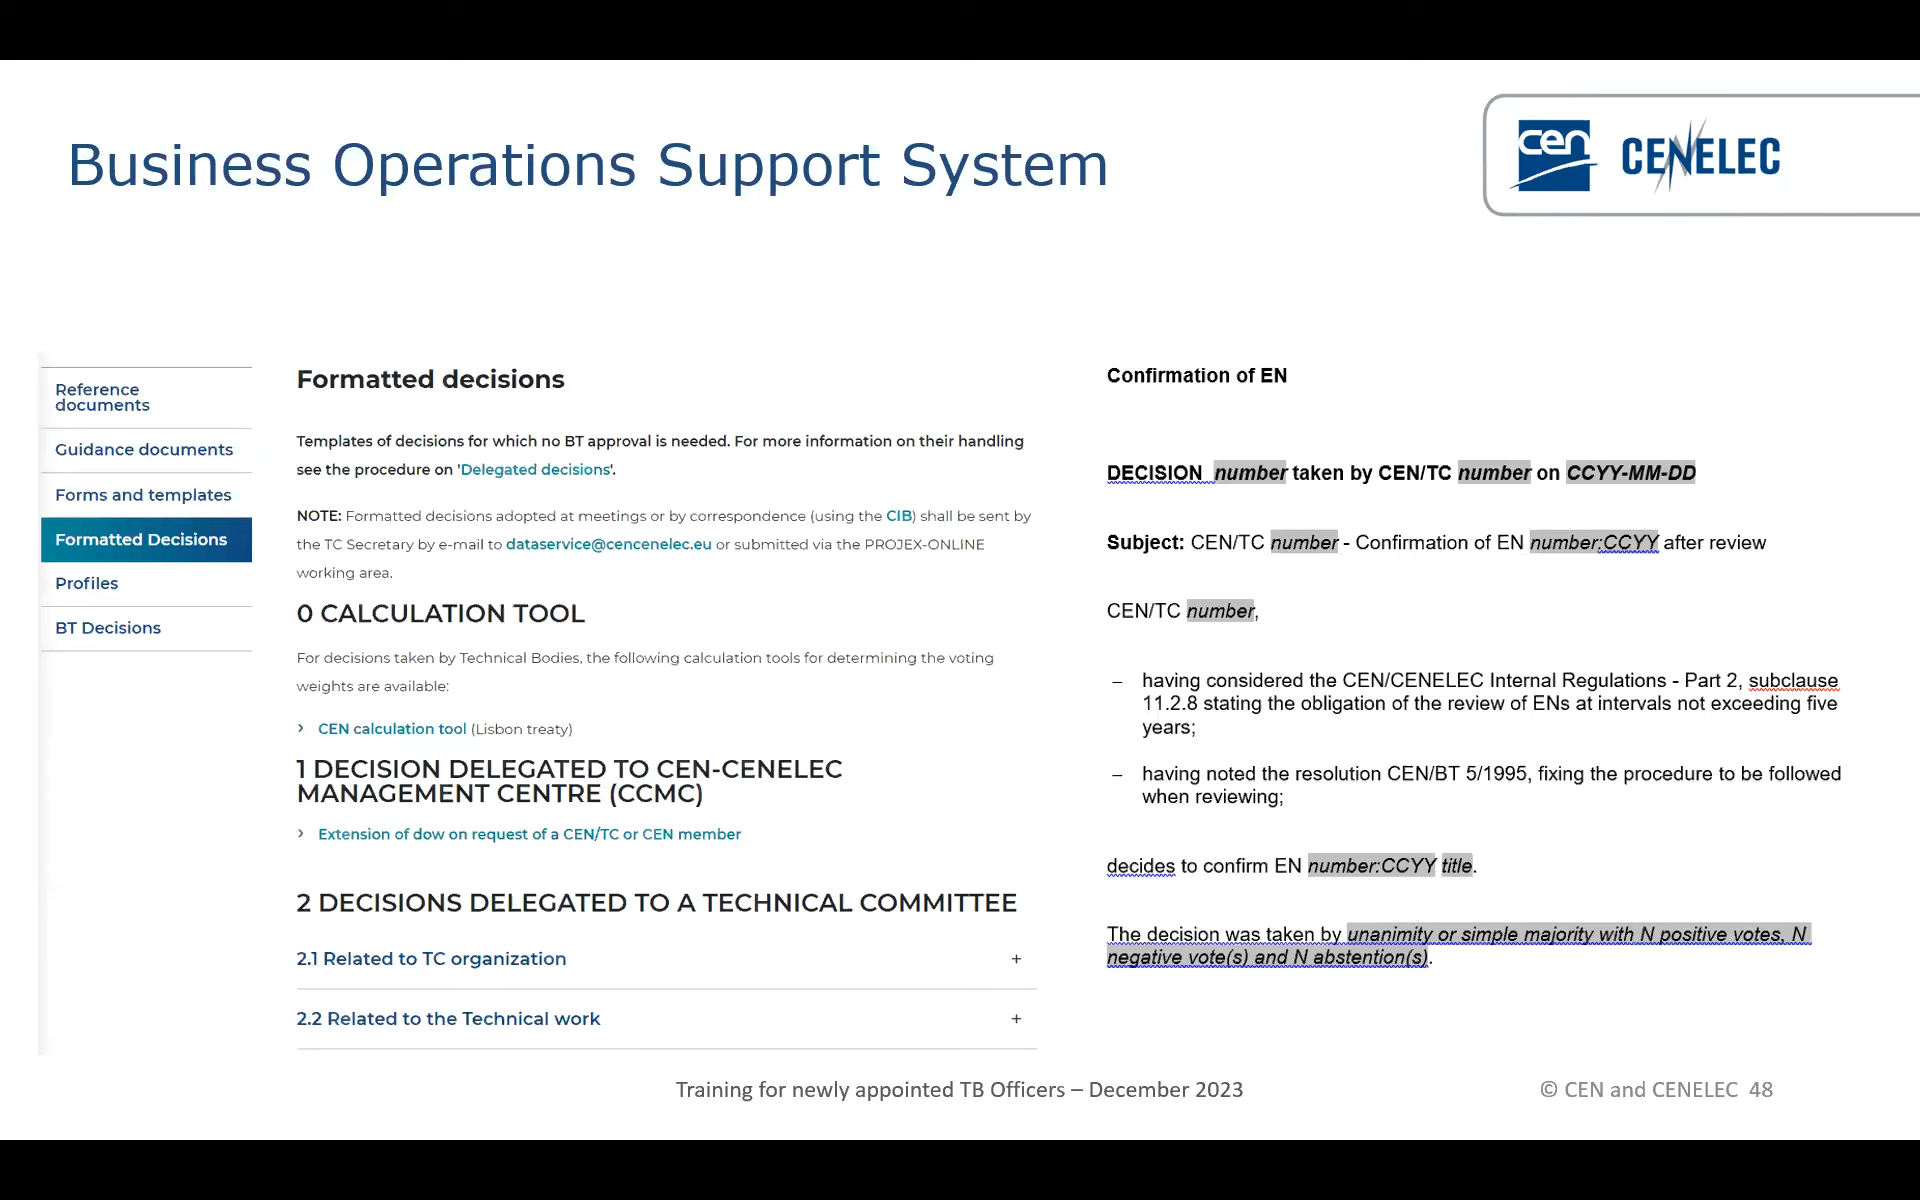 Business Operations Support System
cen
CENELEC
Reference
documents
Guidance documents
Forms and templates
Formatted Decisions
Profiles
BT Decisions
Formatted decisions
Templates of decisions for which no BT approval is needed. For more information on their handling
see the procedure on 'Delegated decisions'.
NOTE: Formatted decisions adopted at meetings or by correspondence (using the CIB) shall be sent by
the TC Secretary by e-mail to dataservice@cencenelec.eu or submitted via the PROJEX-ONLINE
working area.
0 CALCULATION TOOL
For decisions taken by Technical Bodies, the following calculation tools for determining the voting
weights are available:
› CEN calculation tool (Lisbon treaty)
1 DECISION DELEGATED TO CEN-CENELEC
MANAGEMENT CENTRE (CCMC)
› Extension of dow on request of a CEN/TC or CEN member
2 DECISIONS DELEGATED TO A TECHNICAL COMMITTEE
2.1 Related to TC organization +
2.2 Related to the Technical work +
Confirmation of EN
DECISION number taken by CEN/TC number on CCYY-MM-DD
Subject: CEN/TC number - Confirmation of EN number:CCYY after review
CEN/TC number,
– having considered the CEN/CENELEC Internal Regulations - Part 2, subclause
11.2.8 stating the obligation of the review of ENs at intervals not exceeding five
years;
– having noted the resolution CEN/BT 5/1995, fixing the procedure to be followed
when reviewing;
decides to confirm EN number:CCYY title.
The decision was taken by unanimity or simple majority with N positive votes, N
negative vote(s) and N abstention(s).
Training for newly appointed TB Officers – December 2023
© CEN and CENELEC 48